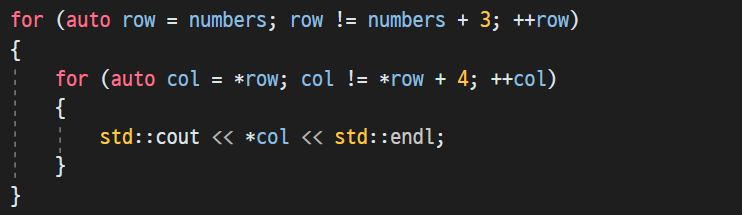 for (auto row = numbers; row != numbers + 3; ++row)
{
    for (auto col = *row; col != *row + 4; ++col)
    {
        std::cout << *col << std::endl;
    }
}